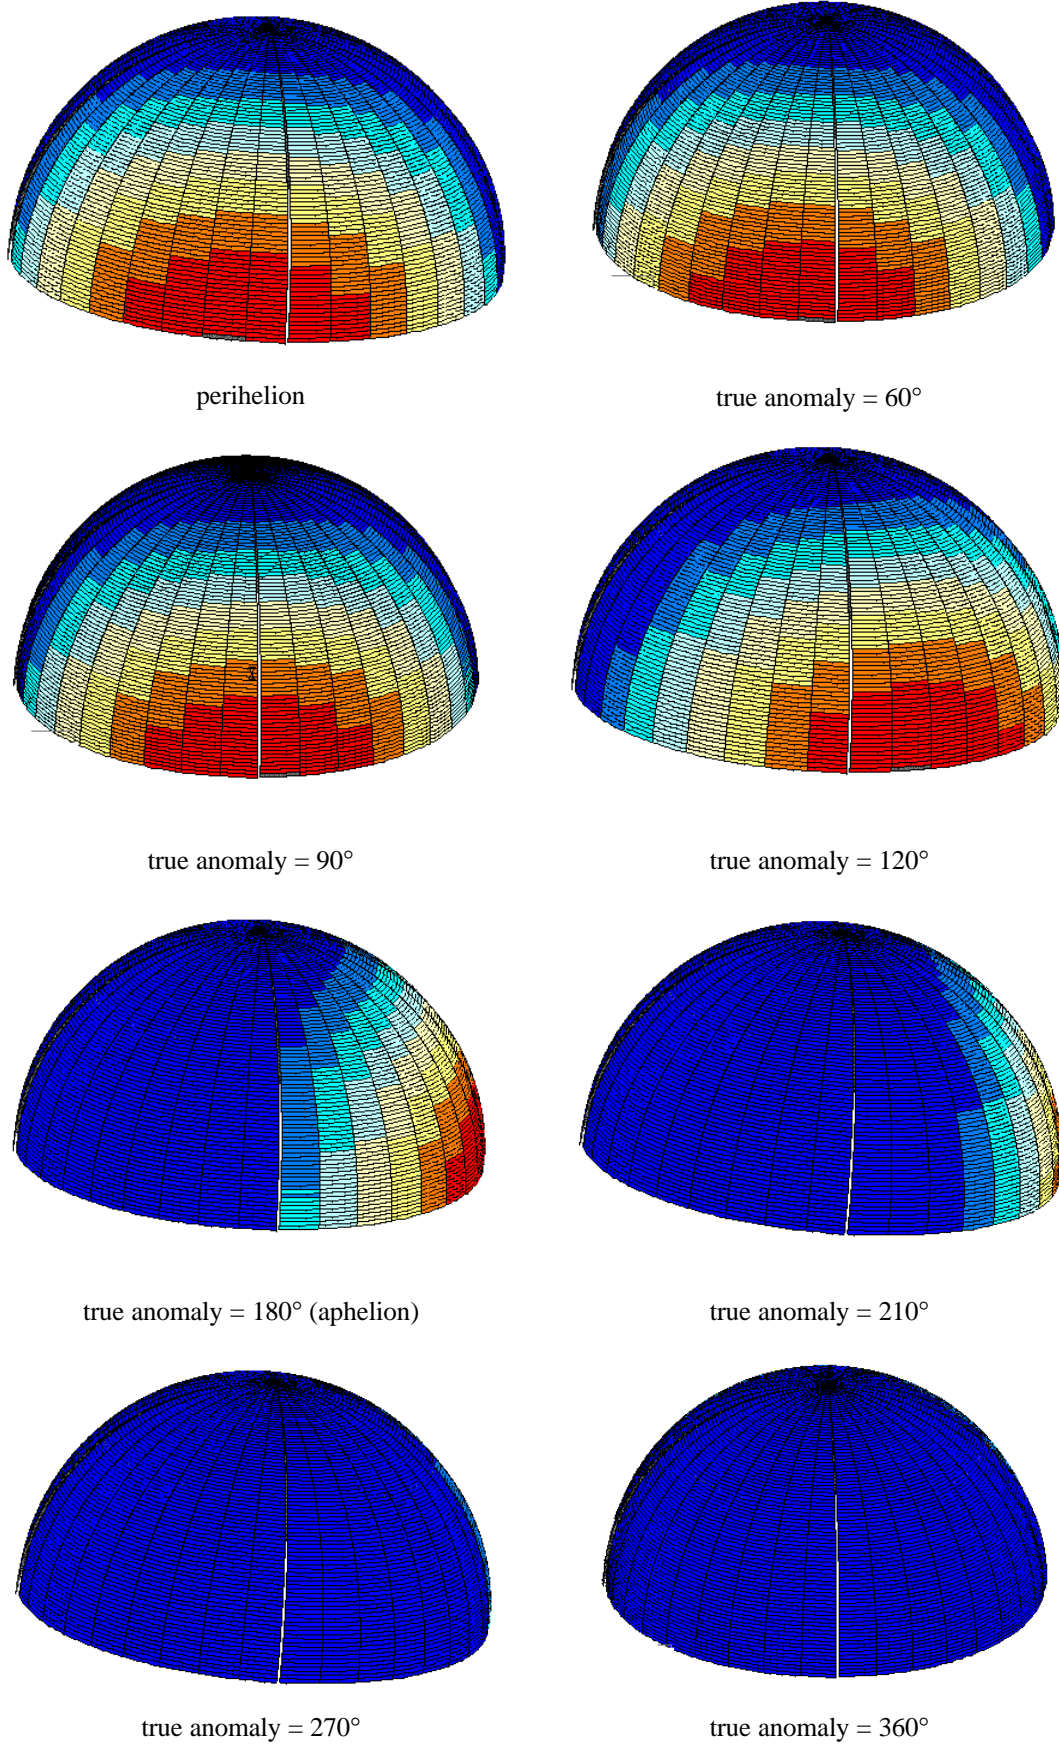 perihelion
true anomaly = 60°
true anomaly = 90°
true anomaly = 120°
true anomaly = 180° (aphelion)
true anomaly = 210°
true anomaly = 270°
true anomaly = 360°